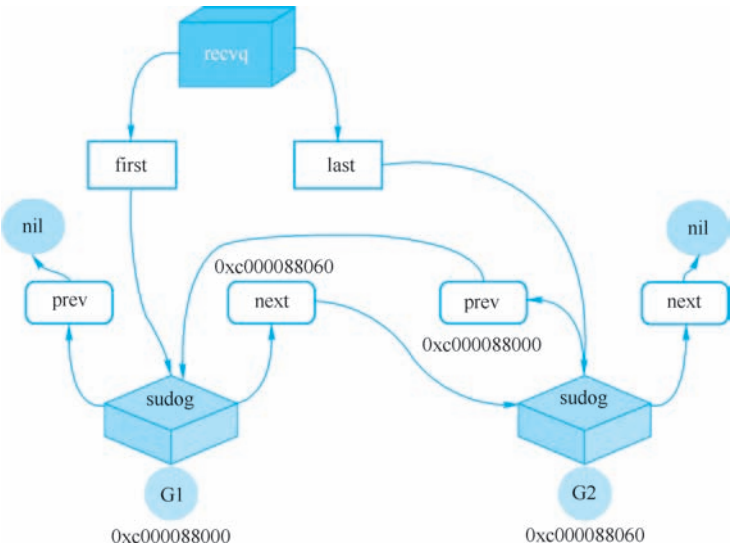 recvq
first
last
nil
nil
0xc000088060
prev
next
prev
next
0xc000088000
sudog
sudog
G1
G2
0xc000088000
0xc000088060